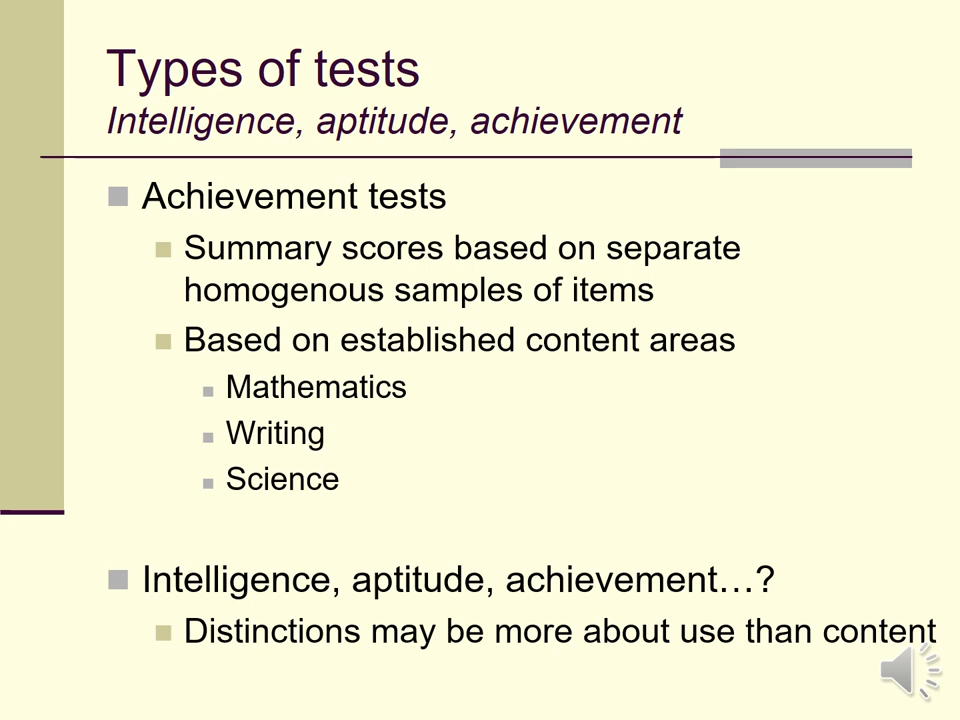 Types of tests
Intelligence, aptitude, achievement
Achievement tests
Summary scores based on separate
homogenous samples of items
Based on established content areas
Mathematics
Writing
Science
Intelligence, aptitude, achievement…?
Distinctions may be more about use than content